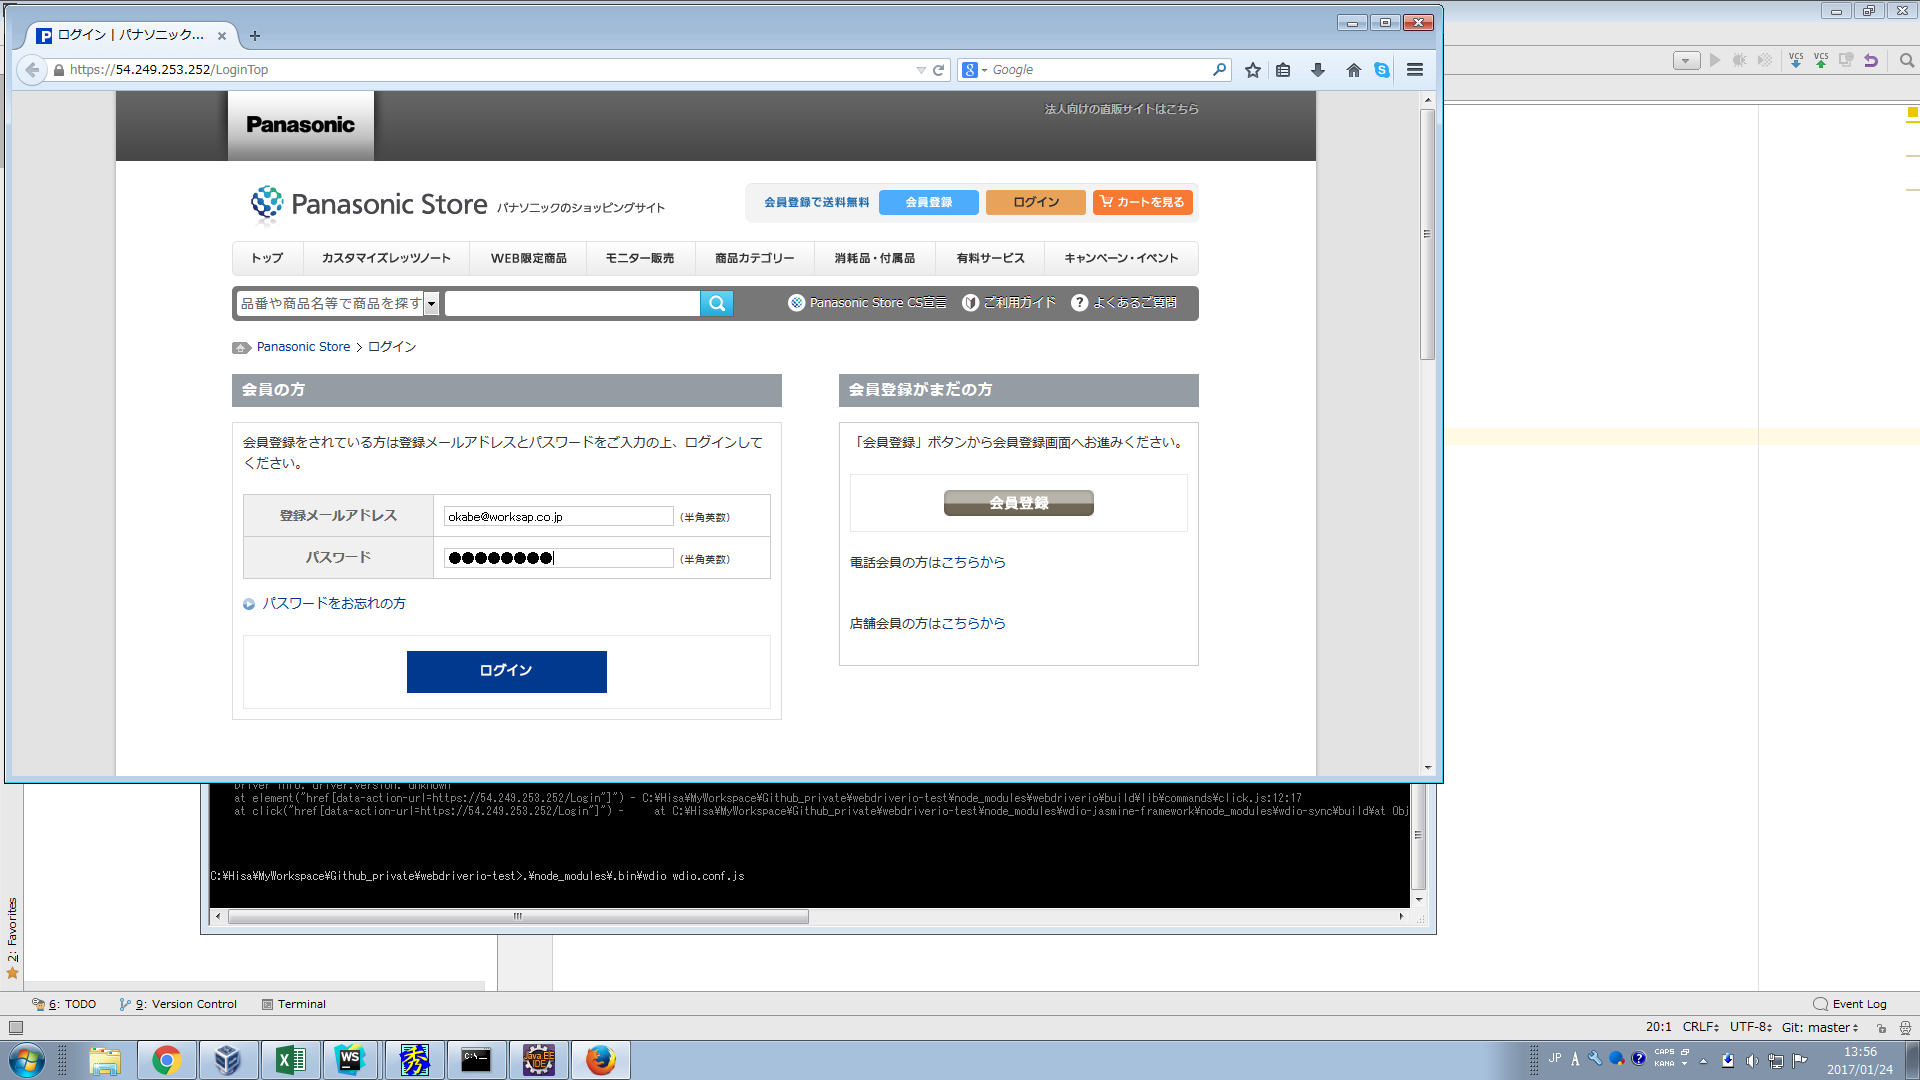 ログイン | パナソニック...
https://54.249.253.252/LoginTop
Google
Panasonic
法人向けの直販サイトはこちら
Panasonic Store パナソニックのショッピングサイト
会員登録で送料無料 会員登録 ログイン カートを見る
トップ カスタマイズレッツノート WEB限定商品 モニター販売 商品カテゴリー 消耗品・付属品 有料サービス キャンペーン・イベント
品番や商品名等で商品を探す Panasonic Store CS宣言 ご利用ガイド よくあるご質問
Panasonic Store > ログイン
会員の方
会員登録をされている方は登録メールアドレスとパスワードをご入力の上、ログインして
ください。
登録メールアドレス okabe@worksap.co.jp (半角英数)
パスワード ●●●●●●●● (半角英数)
パスワードをお忘れの方
ログイン
会員登録がまだの方
「会員登録」ボタンから会員登録画面へお進みください。
会員登録
電話会員の方はこちらから
店舗会員の方はこちらから
Driver info: driver.version: unknown
at element("href[data-action-url=https://54.249.253.252/Login"]") - C:¥Hisa¥MyWorkspace¥Github_private¥webdriverio-test¥node_modules¥webdriverio¥build¥lib¥commands¥click.js:12:17
at click("href[data-action-url=https://54.249.253.252/Login"]") - at C:¥Hisa¥MyWorkspace¥Github_private¥webdriverio-test¥node_modules¥wdio-jasmine-framework¥node_modules¥wdio-sync¥build¥at Obj
C:¥Hisa¥MyWorkspace¥Github_private¥webdriverio-test>.¥node_modules¥.bin¥wdio wdio.conf.js
VCS VCS
2: Favorites
6: TODO 9: Version Control Terminal Event Log
20:1 CRLF UTF-8 Git: master
WS
秀
C:\
Java EE
IDE
JP A CAPS
KANA
13:56
2017/01/24